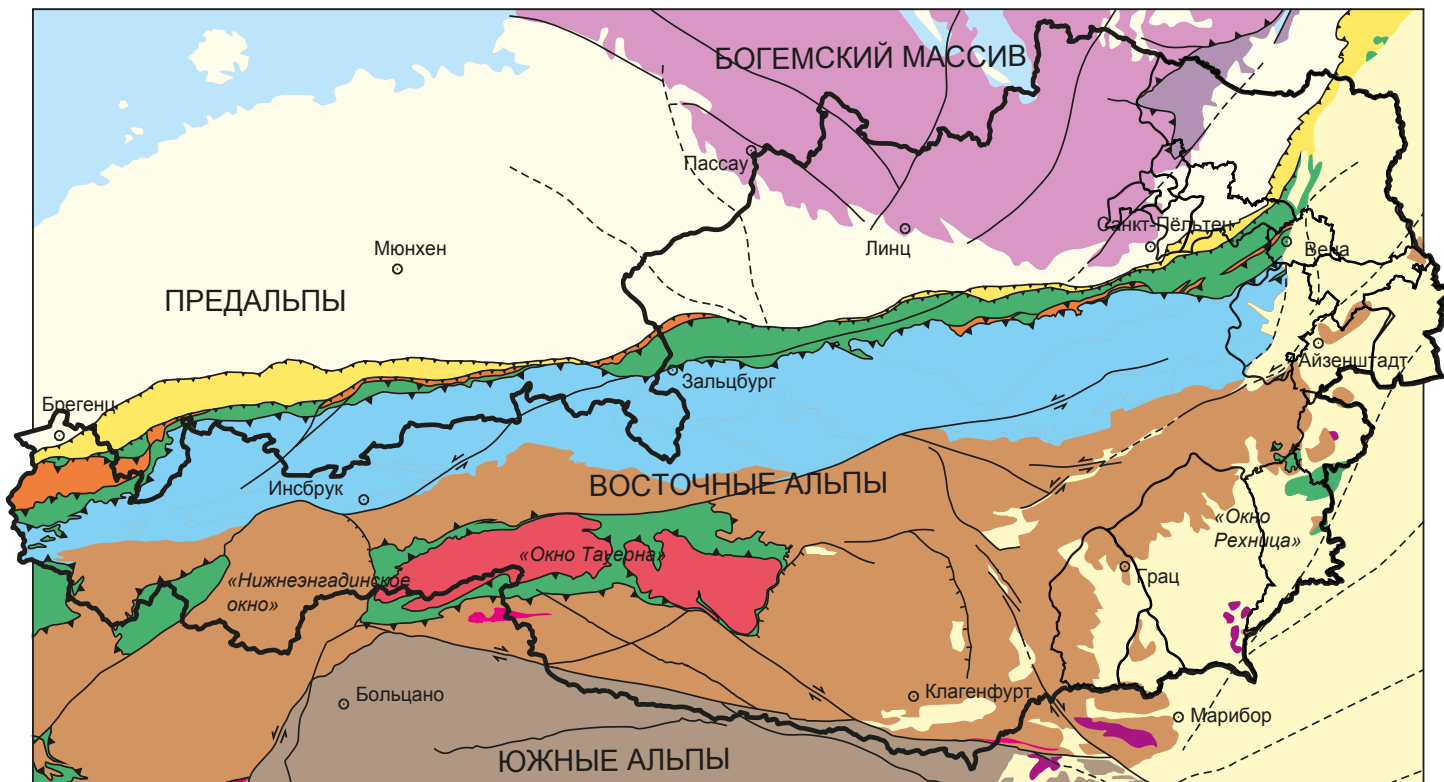 БОГЕМСКИЙ МАССИВ
Пассау
Санкт-Пёльтен
Линц
Вена
Мюнхен
ПРЕДАЛЬПЫ
Айзенштадт
Зальцбург
Брегенц
Инсбрук
ВОСТОЧНЫЕ АЛЬПЫ
«Окно
Рехница»
«Окно Тауерна»
«Нижнеэнгадинское
окно»
Грац
Больцано
Клагенфурт
Марибор
ЮЖНЫЕ АЛЬПЫ